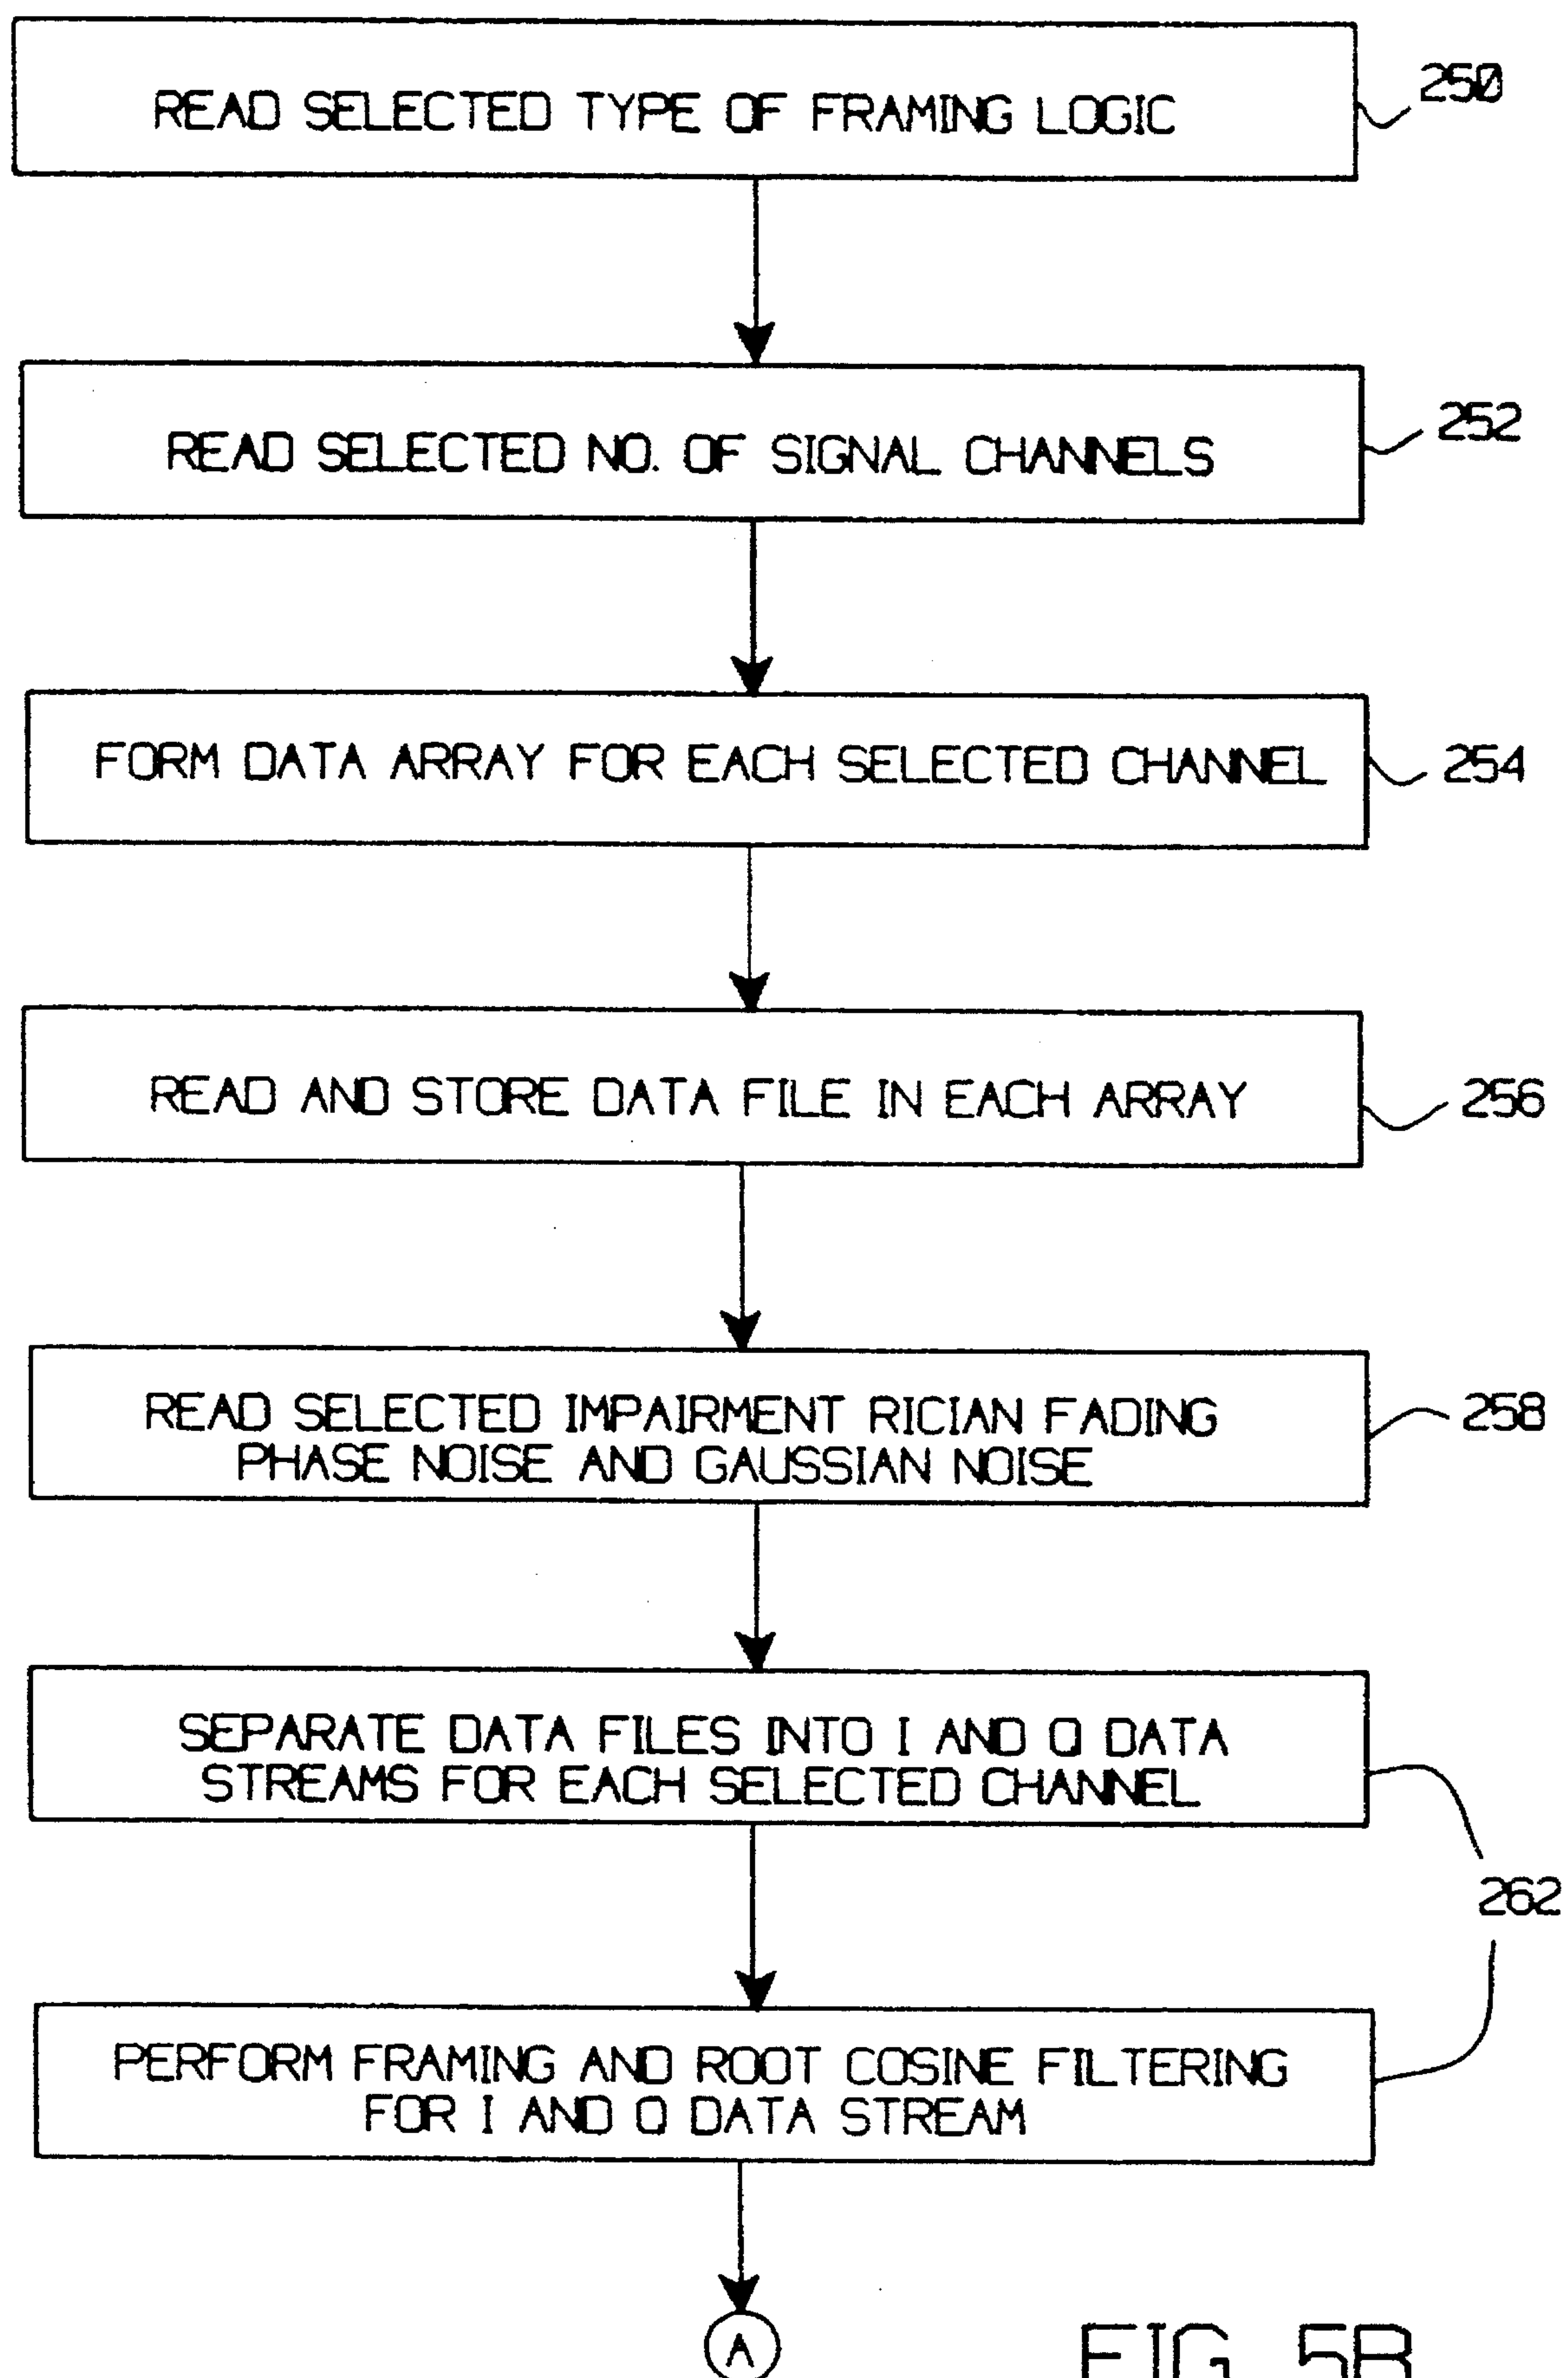 READ SELECTED TYPE OF FRAMING LOGIC
250
READ SELECTED NO. OF SIGNAL CHANNELS
252
FORM DATA ARRAY FOR EACH SELECTED CHANNEL
254
READ AND STORE DATA FILE IN EACH ARRAY
256
READ SELECTED IMPAIRMENT RICIAN FADING
PHASE NOISE AND GAUSSIAN NOISE
258
SEPARATE DATA FILES INTO I AND Q DATA
STREAMS FOR EACH SELECTED CHANNEL
262
PERFORM FRAMING AND ROOT COSINE FILTERING
FOR I AND Q DATA STREAM
A
FIG. 5B